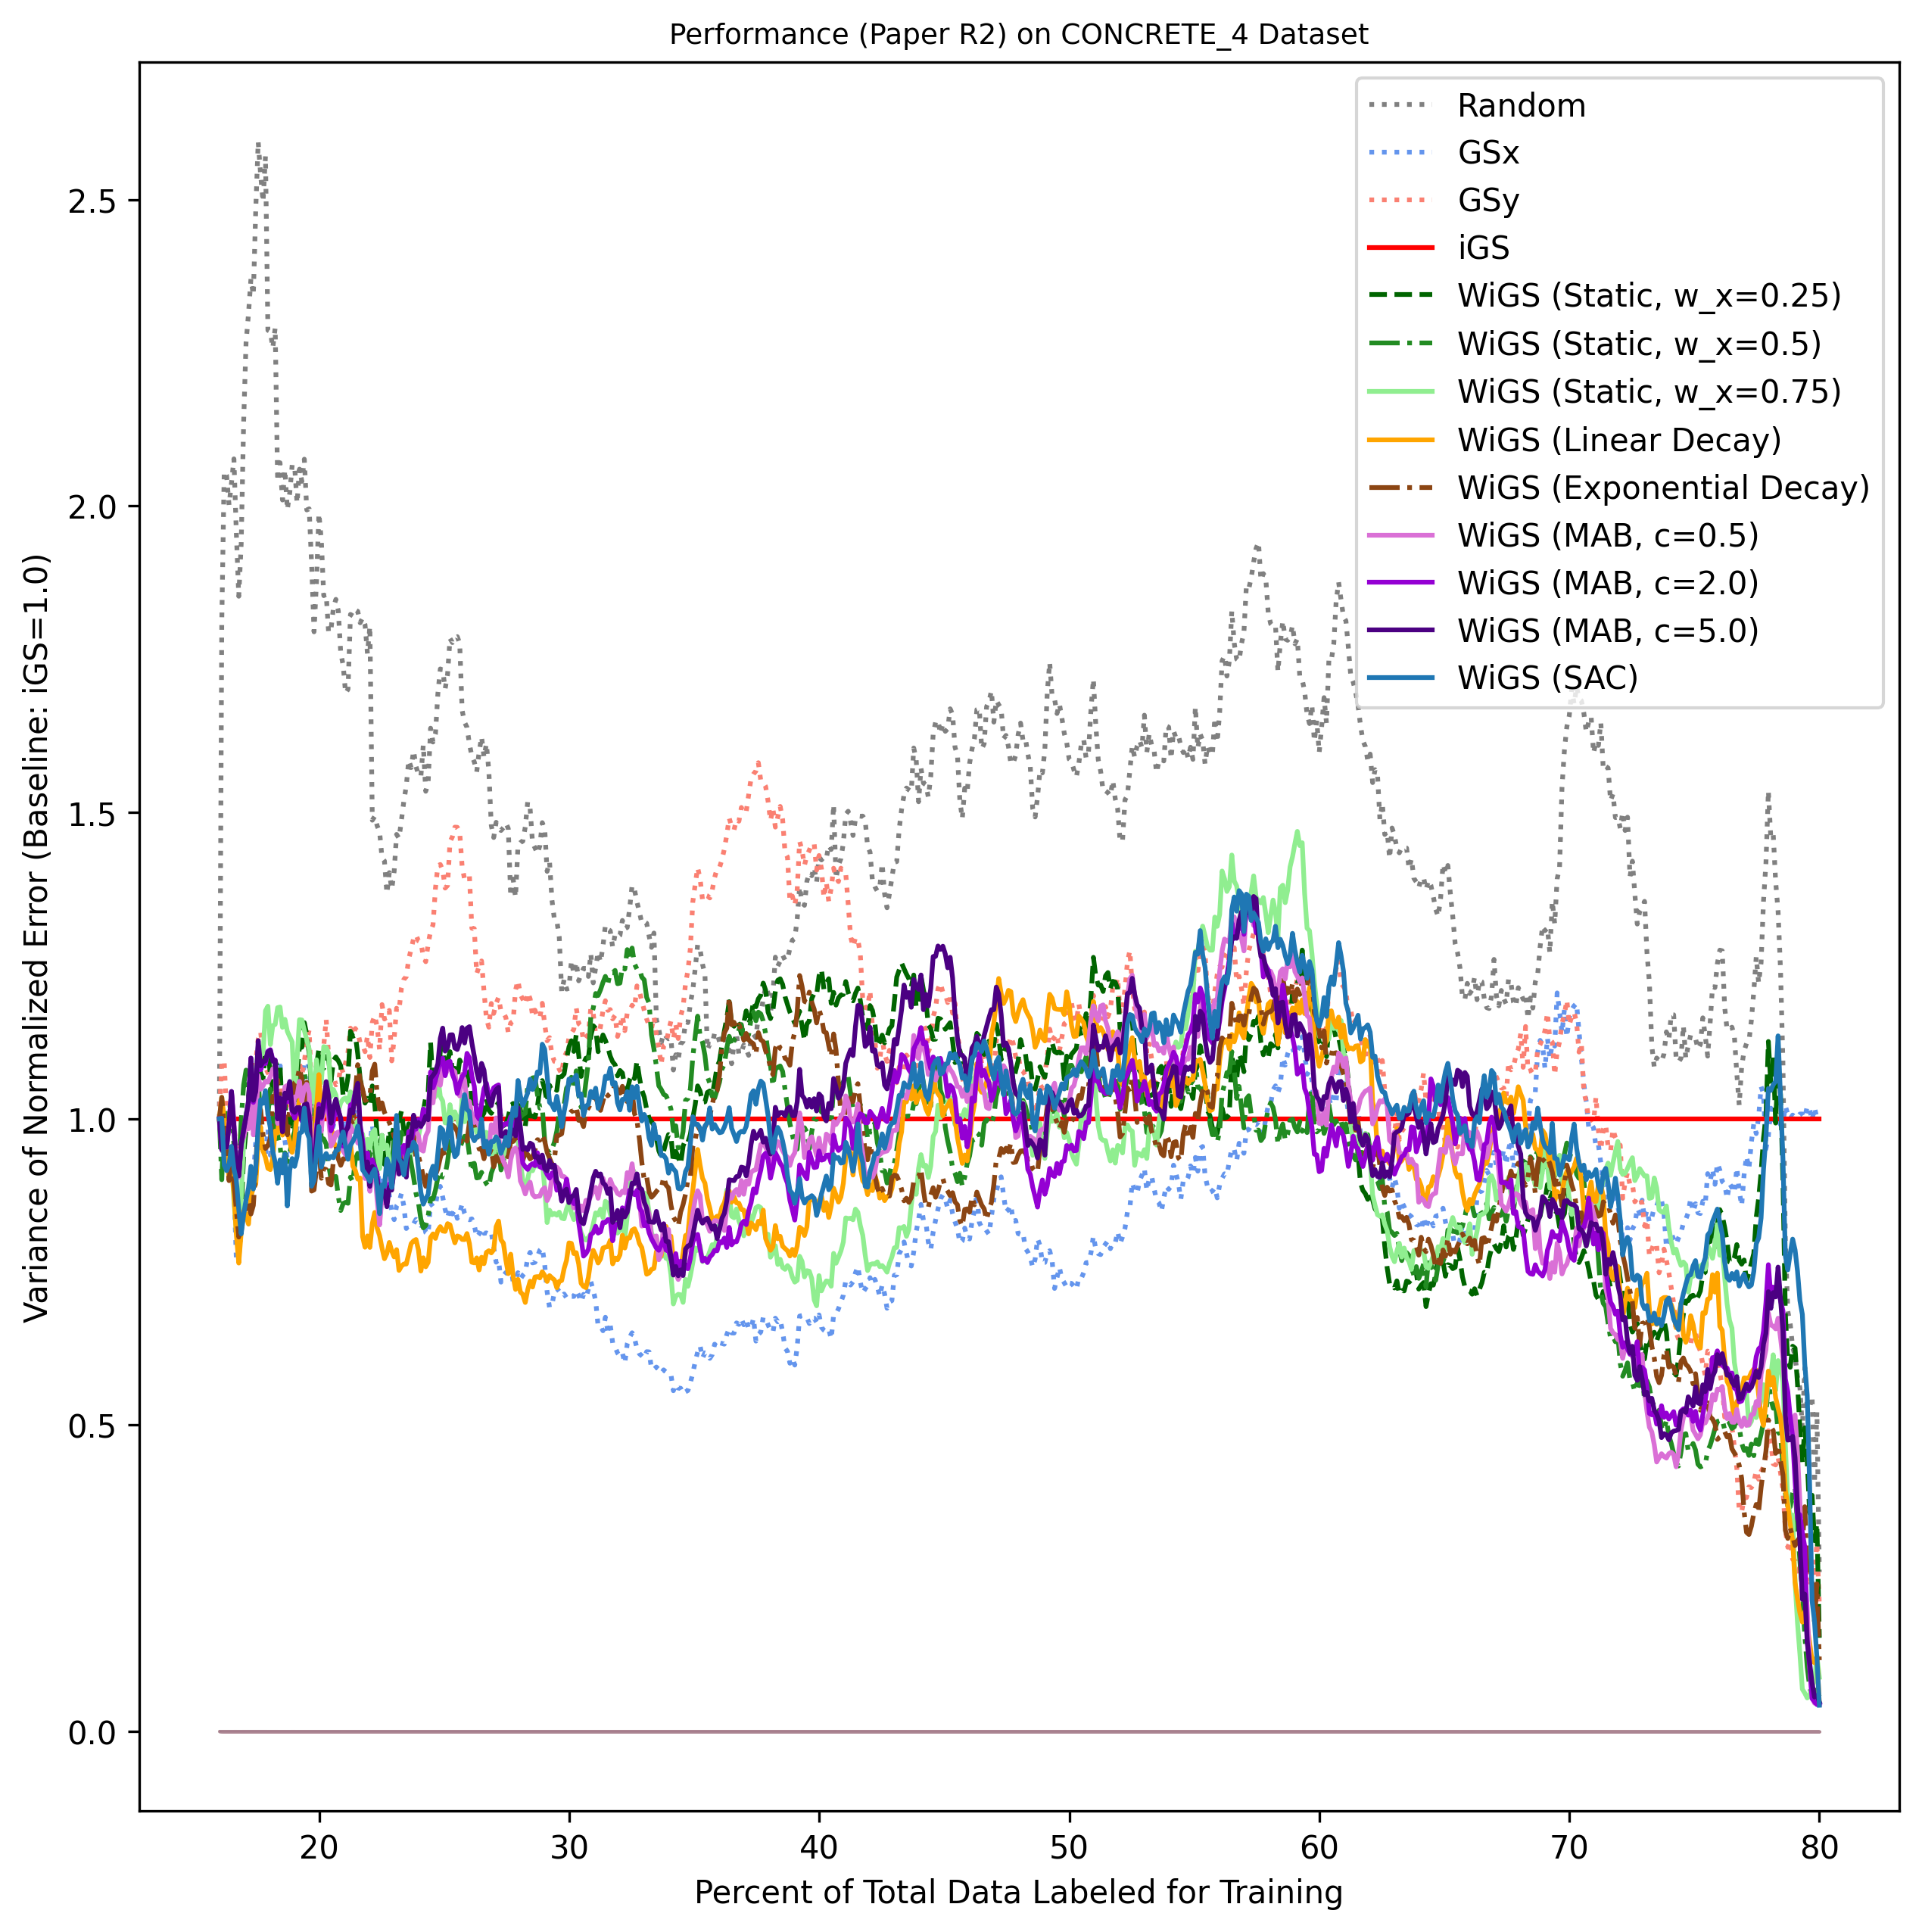 Performance (Paper R2) on CONCRETE_4 Dataset
Variance of Normalized Error (Baseline: iGS=1.0)
2.5
2.0
1.5
1.0
0.5
0.0
Random
GSx
GSy
iGS
WiGS (Static, w_x=0.25)
WiGS (Static, w_x=0.5)
WiGS (Static, w_x=0.75)
WiGS (Linear Decay)
WiGS (Exponential Decay)
WiGS (MAB, c=0.5)
WiGS (MAB, c=2.0)
WiGS (MAB, c=5.0)
WiGS (SAC)
20 30 40 50 60 70 80
Percent of Total Data Labeled for Training